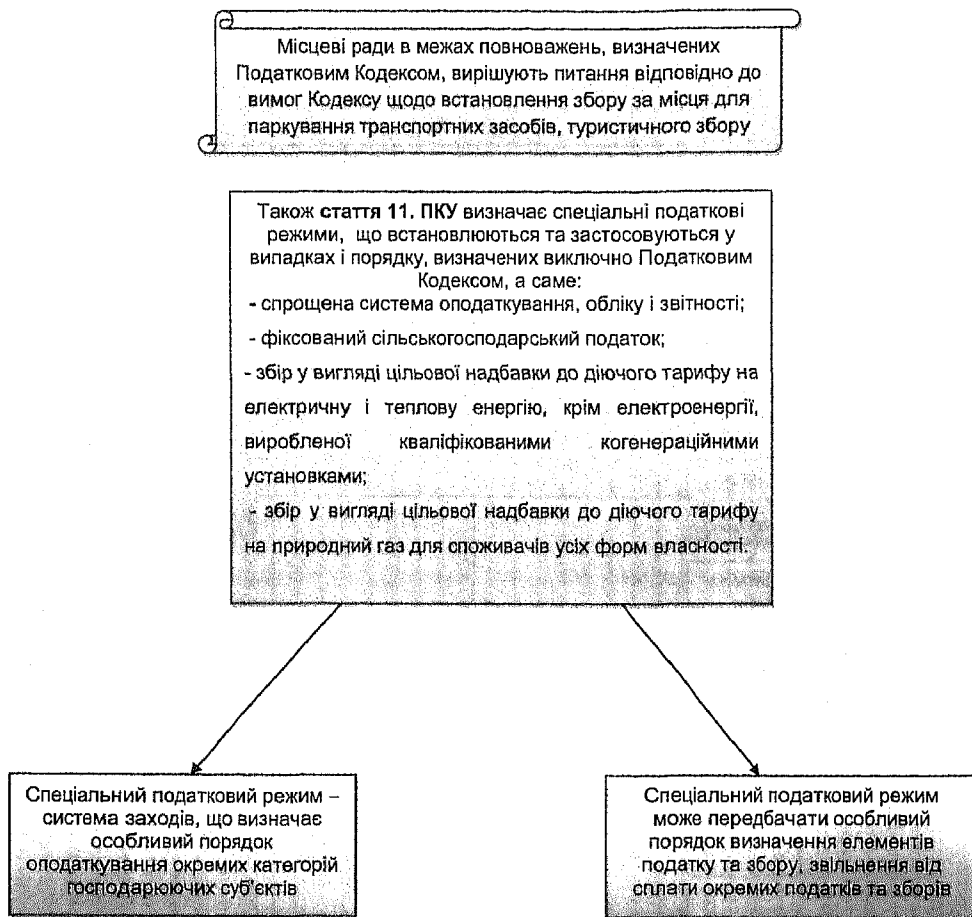 Місцеві ради в межах повноважень, визначених
Податковим Кодексом, вирішують питання відповідно до
вимог Кодексу щодо встановлення збору за місця для
паркування транспортних засобів, туристичного збору
Також стаття 11. ПКУ визначає спеціальні податкові
режими, що встановлюються та застосовуються у
випадках і порядку, визначених виключно Податковим
Кодексом, а саме:
- спрощена система оподаткування, обліку і звітності;
- фіксований сільськогосподарський податок;
- збір у вигляді цільової надбавки до діючого тарифу на
електричну і теплову енергію, крім електроенергії,
виробленої кваліфікованими когенераційними
установками;
- збір у вигляді цільової надбавки до діючого тарифу
на природний газ для споживачів усіх форм власності.
Спеціальний податковий режим –
система заходів, що визначає
особливий порядок
оподаткування окремих категорій
господарюючих суб'єктів
Спеціальний податковий режим
може передбачати особливий
порядок визначення елементів
податку та збору, звільнення від
сплати окремих податків та зборів